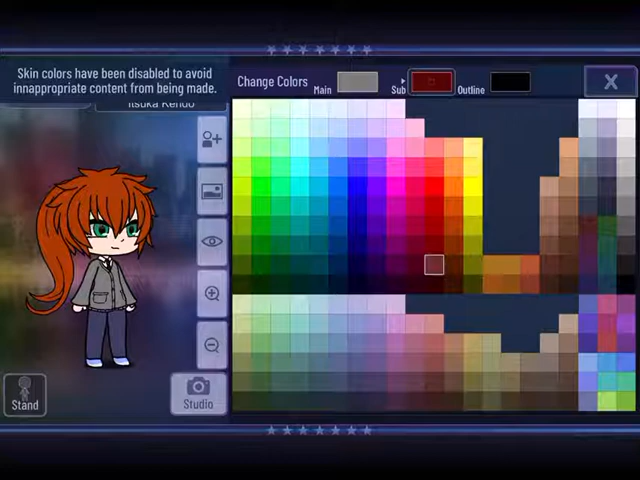 Skin colors have been disabled to avoid
innappropriate content from being made.
Itsuka Kendo
Change Colors
Main
Sub
Outline
X
Stand
Studio